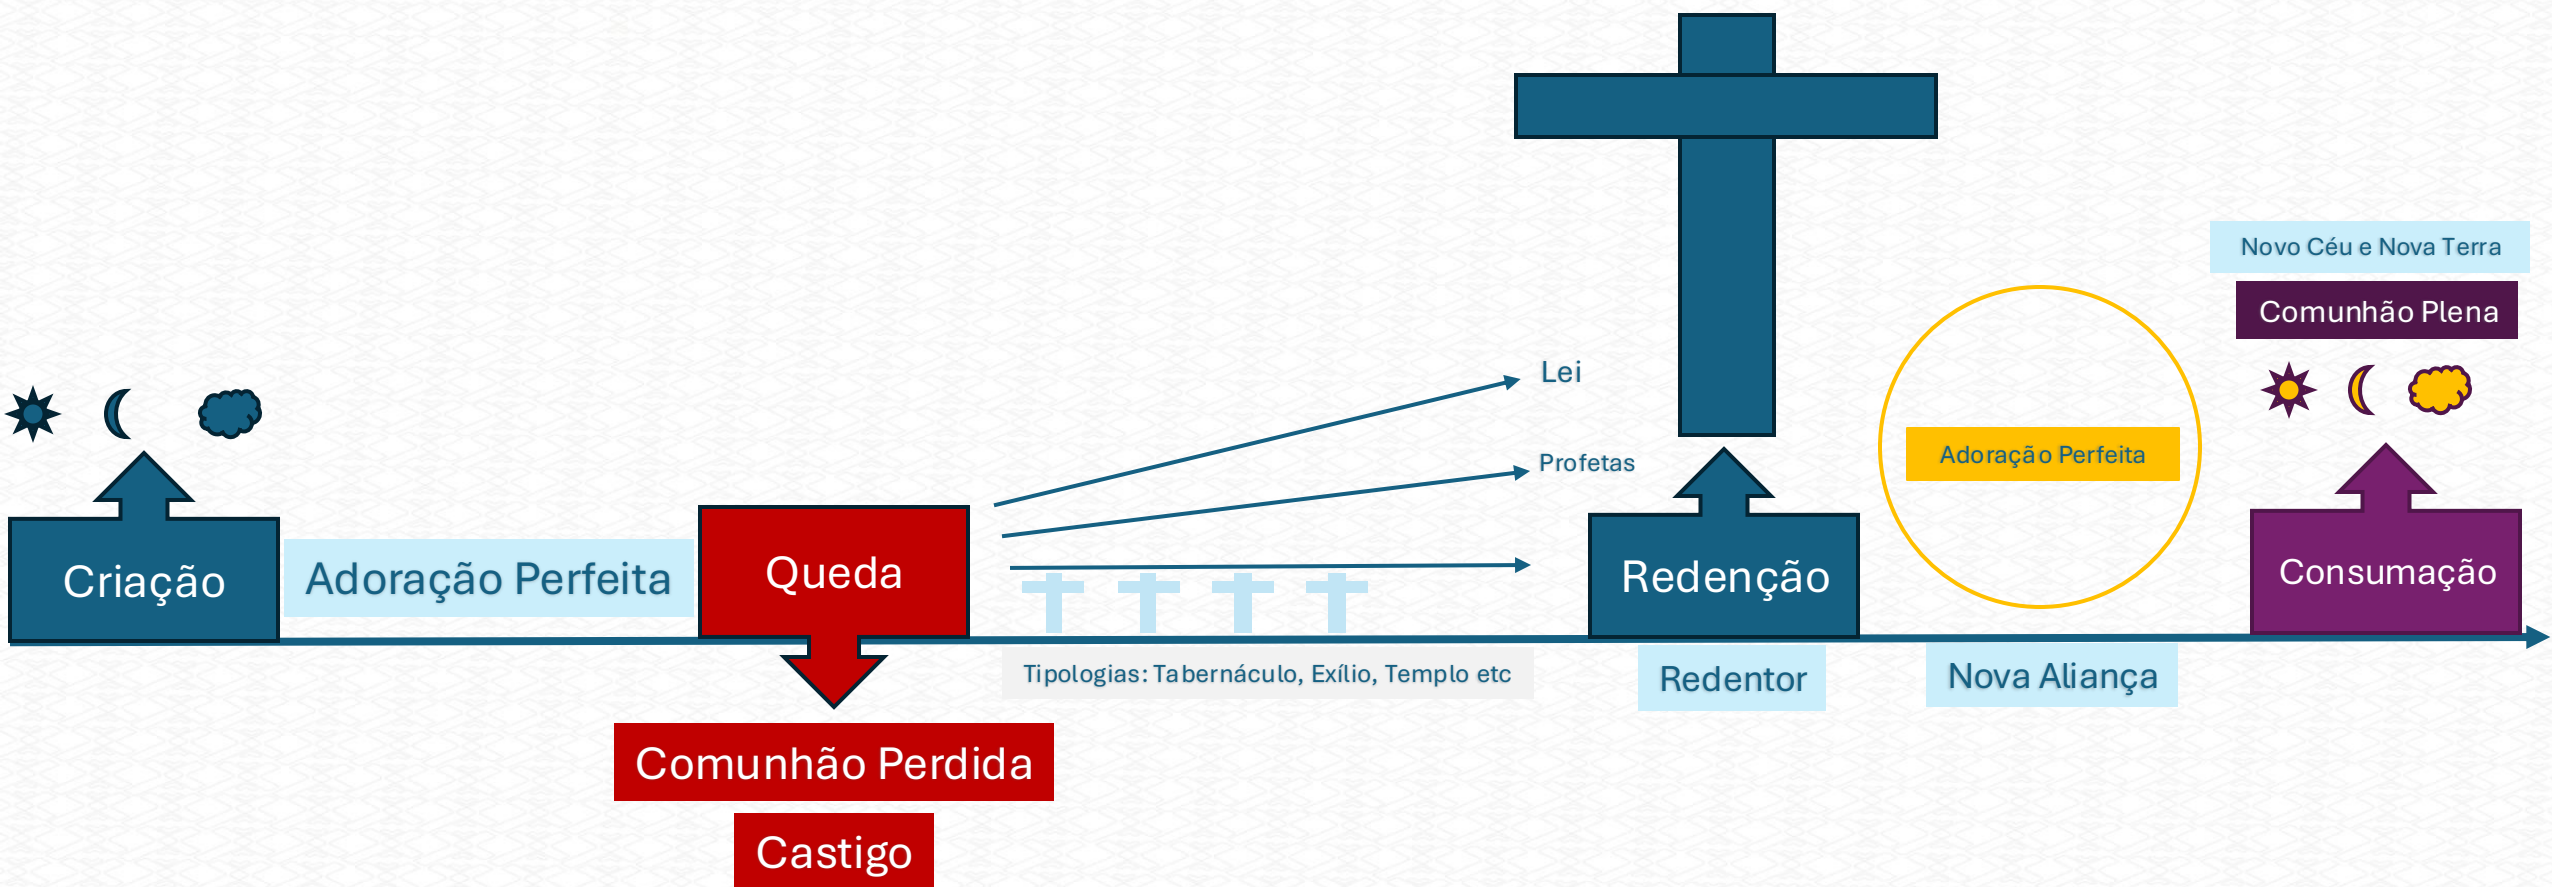 Criação
Adoração Perfeita
Queda
Comunhão Perdida
Castigo
Lei
Profetas
Tipologias: Tabernáculo, Exílio, Templo etc
Redenção
Redentor
Adoração Perfeita
Nova Aliança
Novo Céu e Nova Terra
Comunhão Plena
Consumação